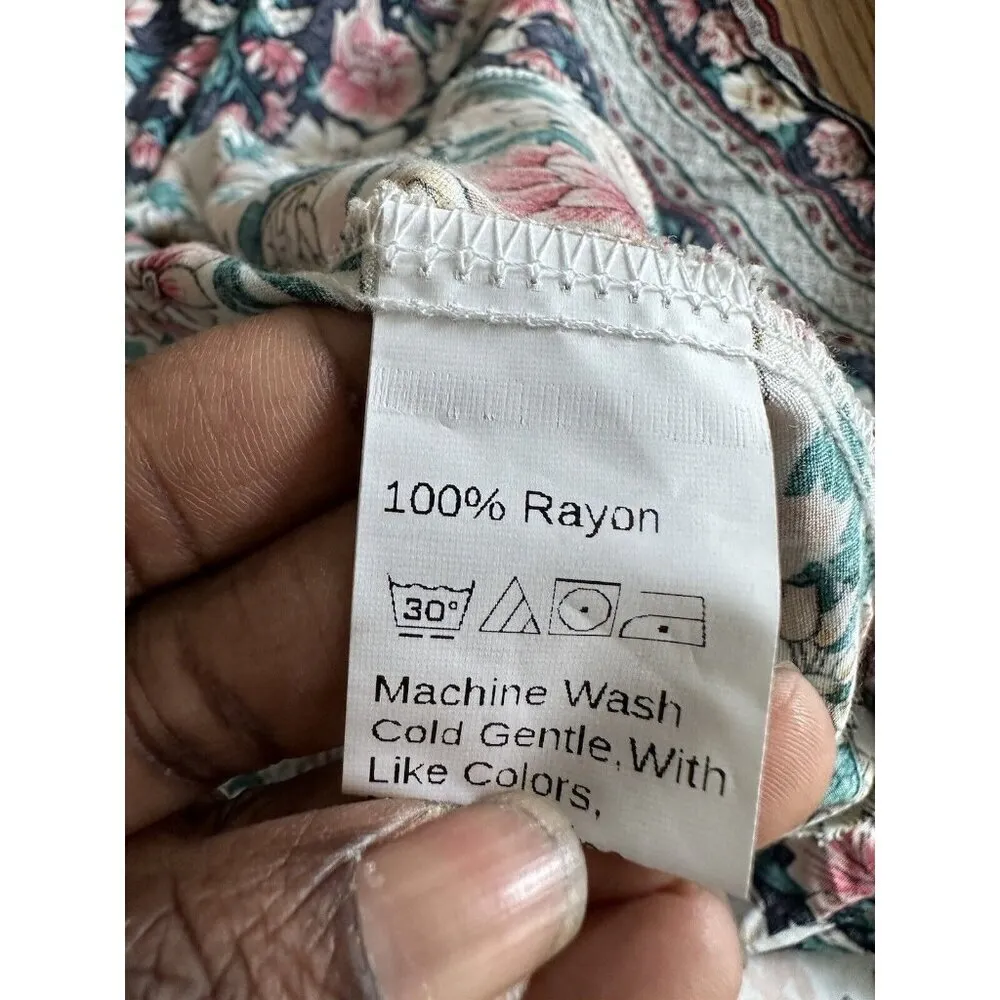 100% Rayon
30°
Machine Wash
Cold Gentle, With
Like Colors,